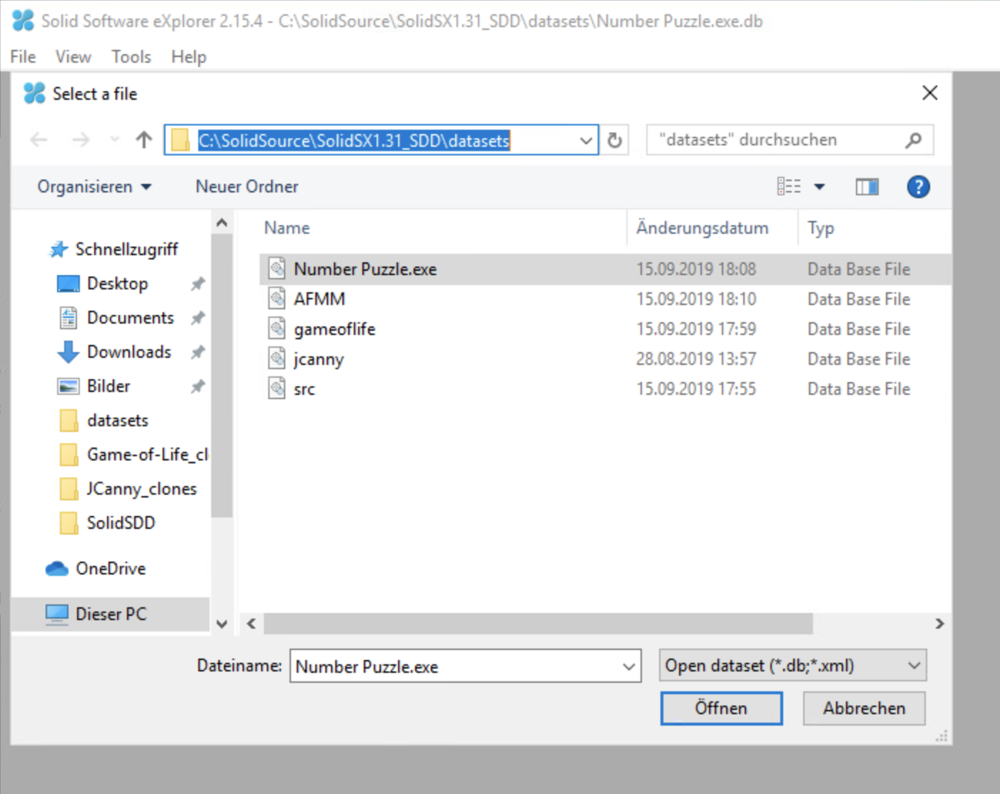 Solid Software eXplorer 2.15.4 - C:\SolidSource\SolidSX1.31_SDD\datasets\Number Puzzle.exe.db
File View Tools Help
Select a file
C:\SolidSource\SolidSX1.31_SDD\datasets
"datasets" durchsuchen
Organisieren Neuer Ordner
?
Name Änderungsdatum Typ
Schnellzugriff
Desktop
Documents
Downloads
Bilder
datasets
Game-of-Life_cl
JCanny_clones
SolidSDD
OneDrive
Dieser PC
Number Puzzle.exe 15.09.2019 18:08 Data Base File
AFMM 15.09.2019 18:10 Data Base File
gameoflife 15.09.2019 17:59 Data Base File
jcanny 28.08.2019 13:57 Data Base File
src 15.09.2019 17:55 Data Base File
Dateiname: Number Puzzle.exe Open dataset (*.db;*.xml)
Öffnen Abbrechen